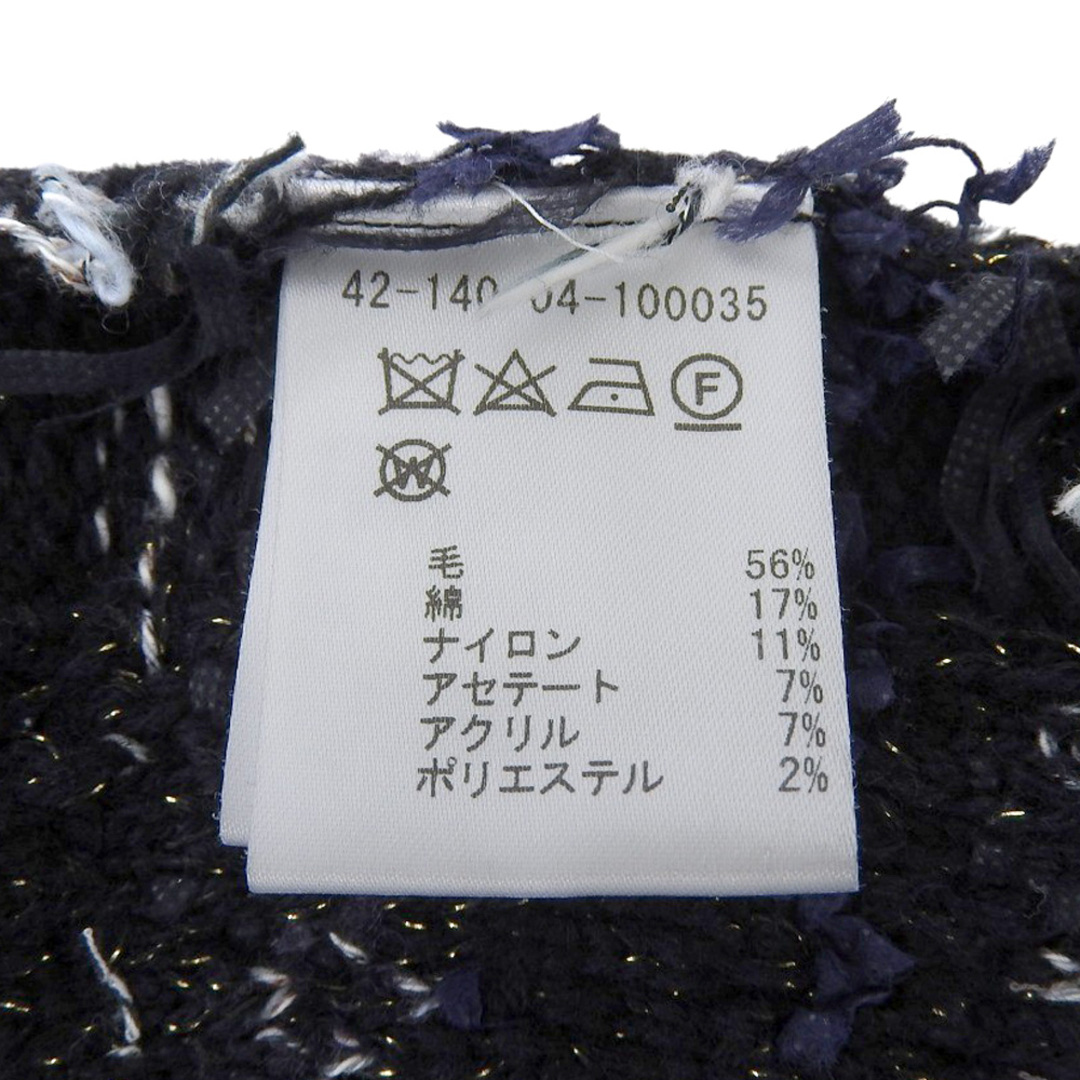 42-140 04-100035
F
W
毛 56%
綿 17%
ナイロン 11%
アセテート 7%
アクリル 7%
ポリエステル 2%